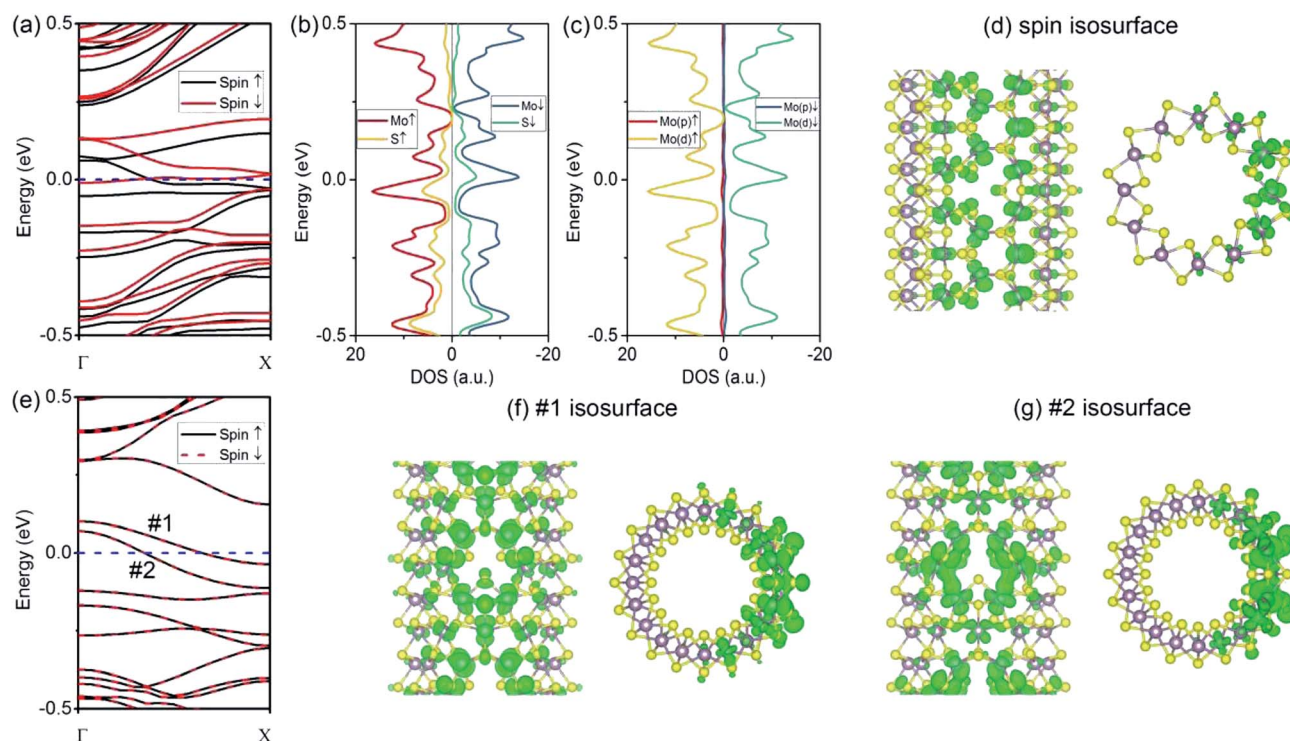 (a)
0.5
Energy (eV)
0.0
-0.5
Γ
X
Spin ↑
Spin ↓
(b)
0.5
Energy (eV)
0.0
-0.5
Mo↑
S↑
Mo↓
S↓
20
0
-20
DOS (a.u.)
(c)
0.5
Energy (eV)
0.0
-0.5
Mo(p)↑
Mo(d)↑
Mo(p)↓
Mo(d)↓
20
0
-20
DOS (a.u.)
(d) spin isosurface
(e)
0.5
Energy (eV)
0.0
-0.5
Γ
X
Spin ↑
Spin ↓
#1
#2
(f) #1 isosurface
(g) #2 isosurface